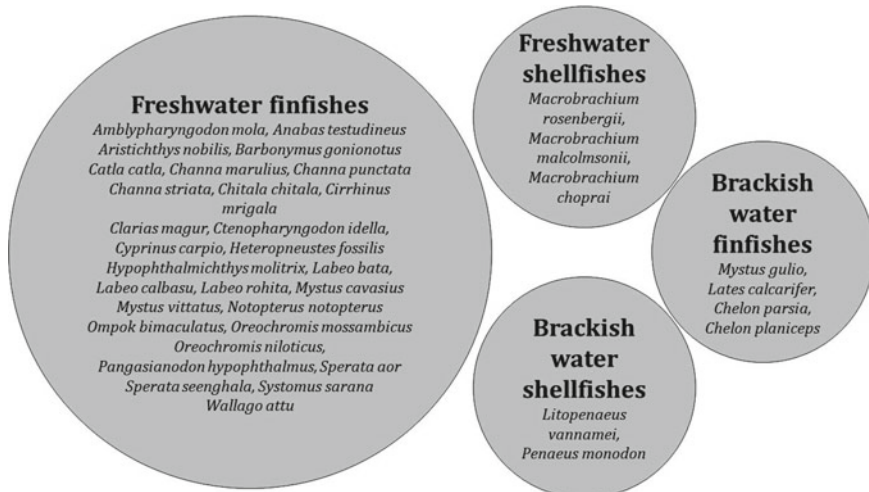 Freshwater finfishes
Amblypharyngodon mola, Anabas testudineus
Aristichthys nobilis, Barbonymus gonionotus
Catla catla, Channa marulius, Channa punctata
Channa striata, Chitala chitala, Cirrhinus
mrigala
Clarias magur, Ctenopharyngodon idella,
Cyprinus carpio, Heteropneustes fossilis
Hypophthalmichthys molitrix, Labeo bata,
Labeo calbasu, Labeo rohita, Mystus cavasius
Mystus vittatus, Notopterus notopterus
Ompok bimaculatus, Oreochromis mossambicus
Oreochromis niloticus,
Pangasianodon hypophthalmus, Sperata aor
Sperata seenghala, Systomus sarana
Wallago attu
Freshwater
shellfishes
Macrobrachium
rosenbergii,
Macrobrachium
malcolmsonii,
Macrobrachium
choprai
Brackish
water
finfishes
Mystus gulio,
Lates calcarifer,
Chelon parsia,
Chelon planiceps
Brackish
water
shellfishes
Litopenaeus
vannamei,
Penaeus monodon